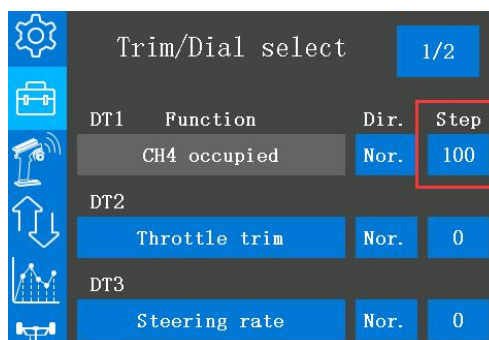 Trim/Dial select 1/2
DT1 Function Dir. Step
CH4 occupied Nor. 100
DT2
Throttle trim Nor. 0
DT3
Steering rate Nor. 0